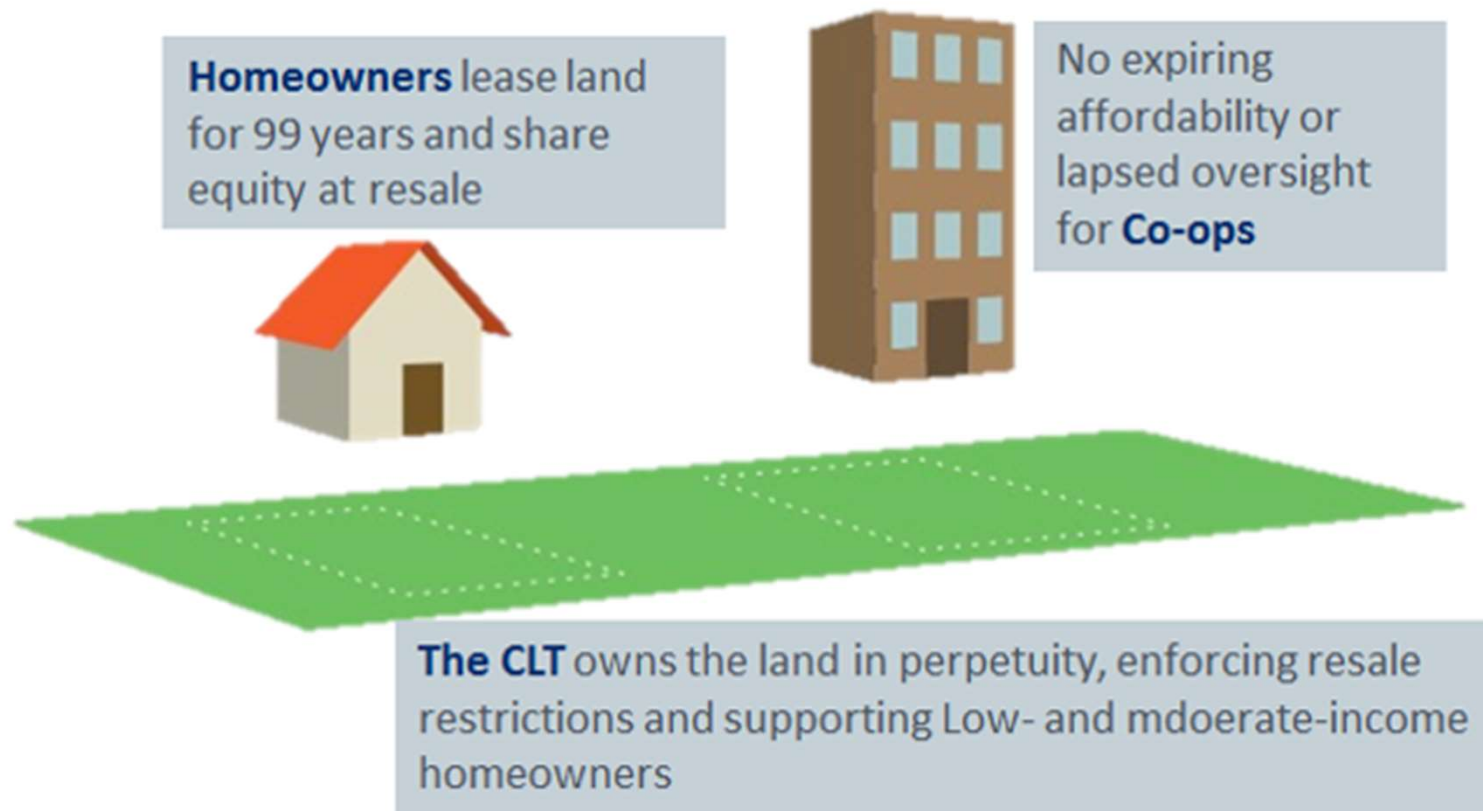 Homeowners lease land
for 99 years and share
equity at resale
No expiring
affordability or
lapsed oversight
for Co-ops
The CLT owns the land in perpetuity, enforcing resale
restrictions and supporting Low- and mdoerate-income
homeowners